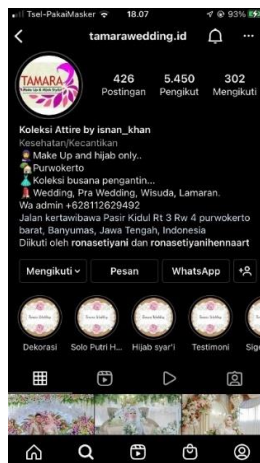 Tsel-PakaiMasker 18.07 93%
tamarawedding.id
TAMARA
426 5.450 302
Postingan Pengikut Mengikuti
Koleksi Attire by isnan_khan
Kesehatan/Kecantikan
Make Up and hijab only..
Purwokerto
Koleksi busana pengantin...
Wedding, Pra Wedding, Wisuda, Lamaran.
Wa admin +628112629492
Jalan kertawibawa Pasir Kidul Rt 3 Rw 4 purwokerto
barat, Banyumas, Jawa Tengah, Indonesia
Diikuti oleh ronasetiyani dan ronasetiyanihennaart
Mengikuti Pesan WhatsApp
Dekorasi Solo Putri H... Hijab syar'i Testimoni Sige